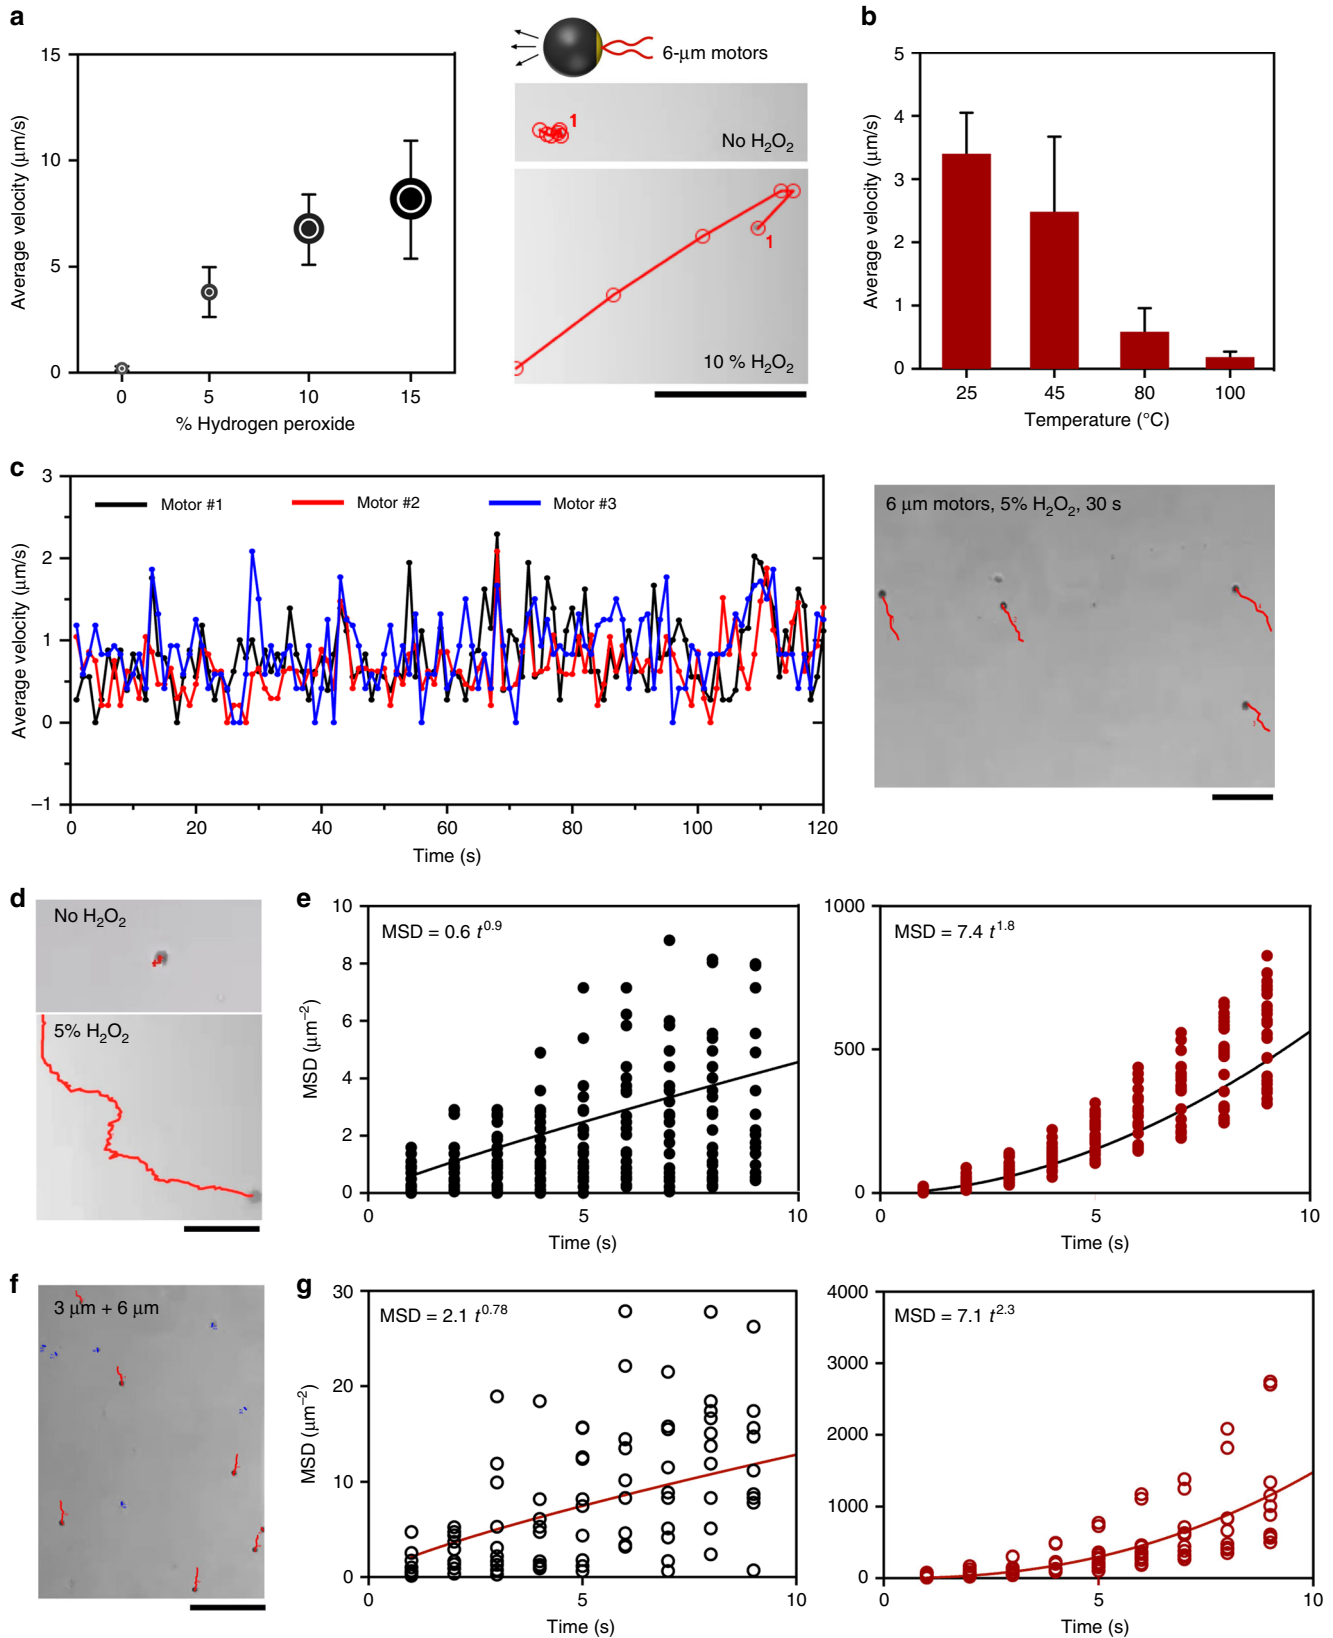 a
15
10
5
0
Average velocity (μm/s)
0
5
10
15
% Hydrogen peroxide
6-μm motors
1
No H₂O₂
1
10 % H₂O₂
b
5
4
3
2
1
0
Average velocity (μm/s)
25
45
80
100
Temperature (°C)
c
3
2
1
0
–1
Average velocity (μm/s)
Motor #1
Motor #2
Motor #3
0
20
40
60
80
100
120
Time (s)
6 μm motors, 5% H₂O₂, 30 s
d
No H₂O₂
5% H₂O₂
e
10
8
6
4
2
0
MSD (μm⁻²)
MSD = 0.6 t⁰·⁹
0
5
10
Time (s)
1000
500
0
MSD = 7.4 t¹·⁸
0
5
10
Time (s)
f
3 μm + 6 μm
g
30
20
10
0
MSD (μm⁻²)
MSD = 2.1 t⁰·⁷⁸
0
5
10
Time (s)
4000
3000
2000
1000
0
MSD = 7.1 t²·³
0
5
10
Time (s)